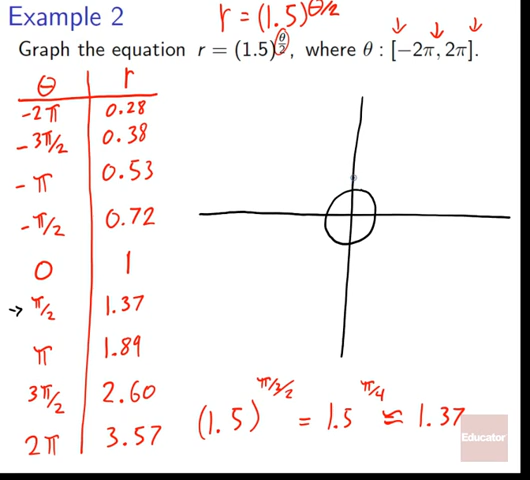 Example 2
r = (1.5)^θ/2
Graph the equation r = (1.5)^θ/2, where θ : [−2π, 2π].
θ r
-2π 0.28
-3π/2 0.38
-π 0.53
-π/2 0.72
0 1
π/2 1.37
π 1.89
3π/2 2.60
2π 3.57
(1.5)^π/2/2 = 1.5^π/4 ≈ 1.37
Educator